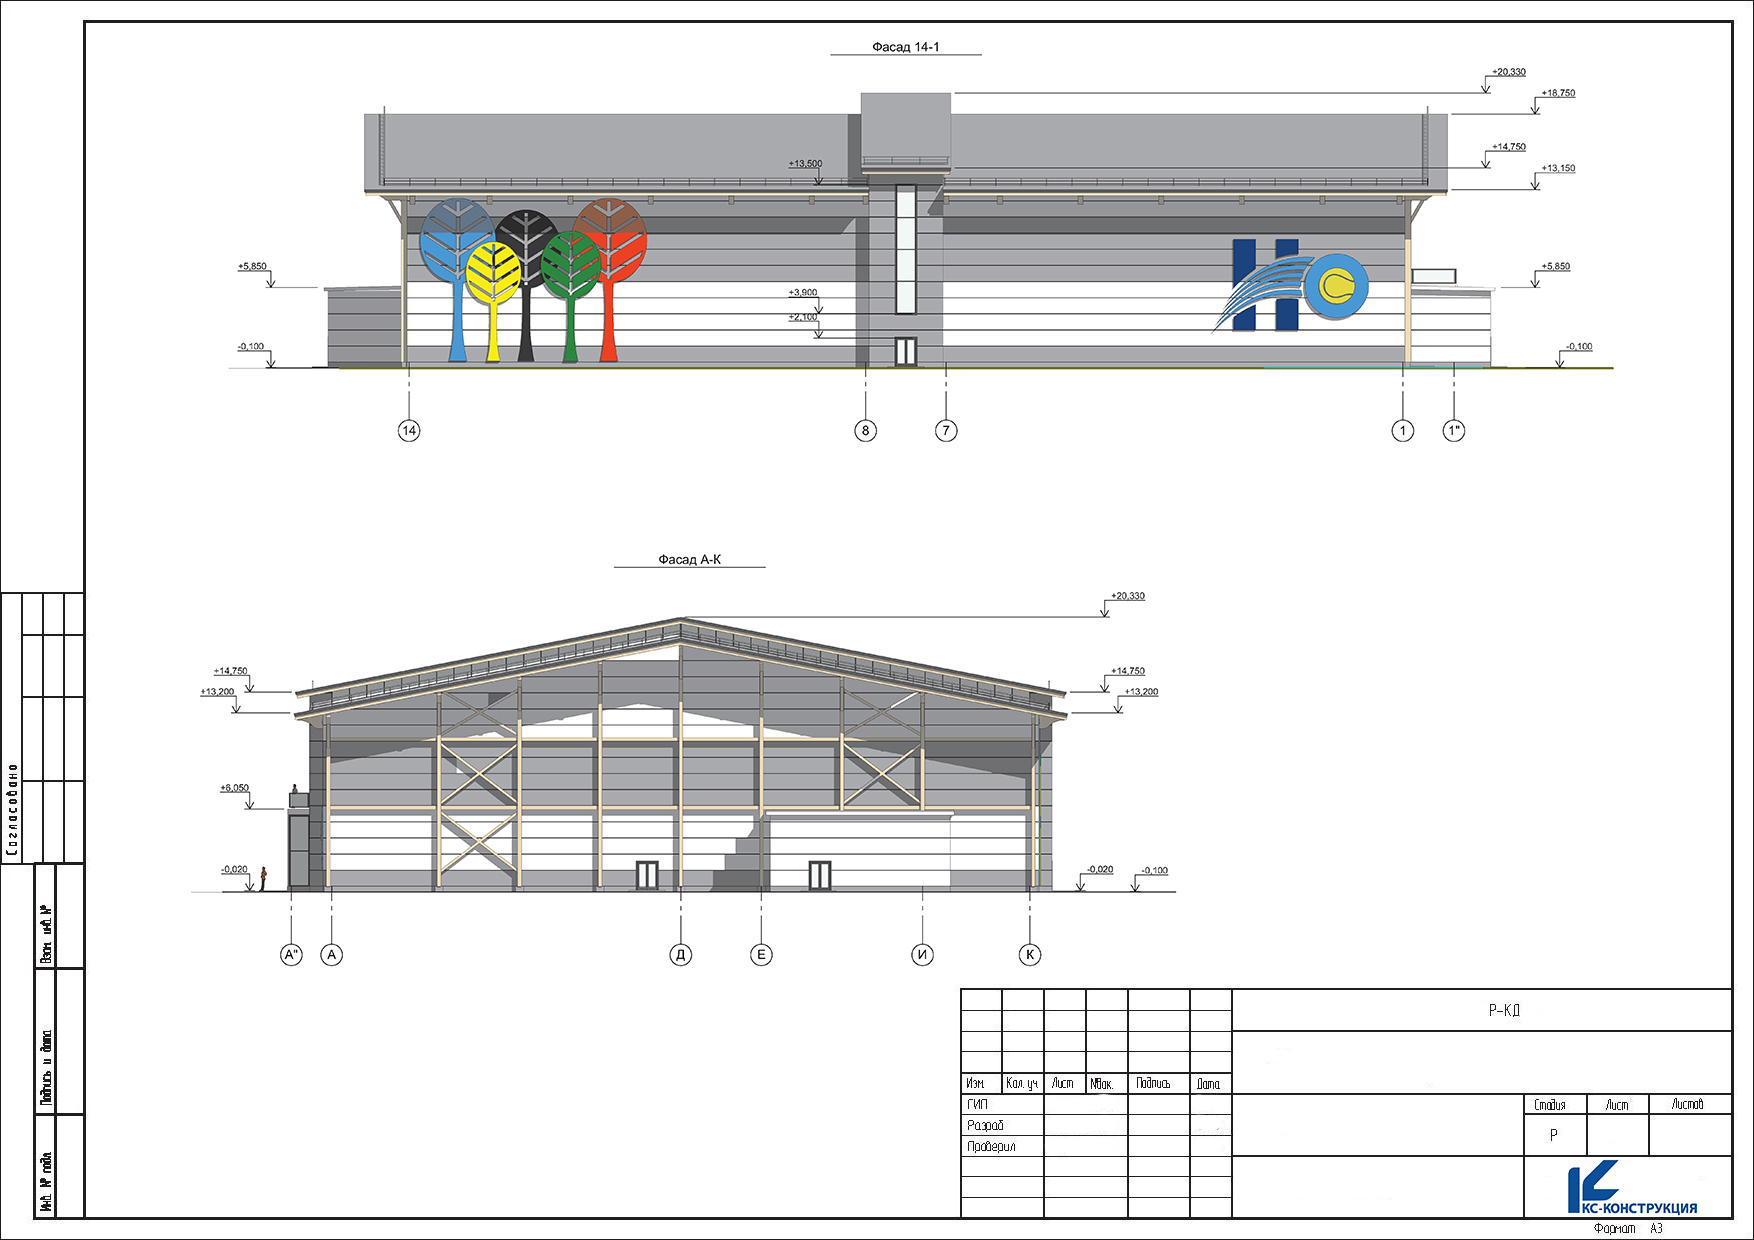 Фасад 14-1
+20,330
+18,750
+14,750
+13,500
+13,150
+5,850
+5,850
+3,900
+2,100
-0,100
-0,100
14
8
7
1
1"
Фасад А-К
+20,330
+14,750
+14,750
+13,200
+13,200
+6,050
-0,020
-0,020
-0,100
А"
А
Д
Е
И
К
Согласовано
Взам. инв. №
Подпись и дата
Инв. № подл.
Р-КД
Изм. Кол. уч Лист №док. Подпись Дата
ГИП
Разраб
Проверил
Стадия Лист Листов
Р
КС-КОНСТРУКЦИЯ
Формат А3